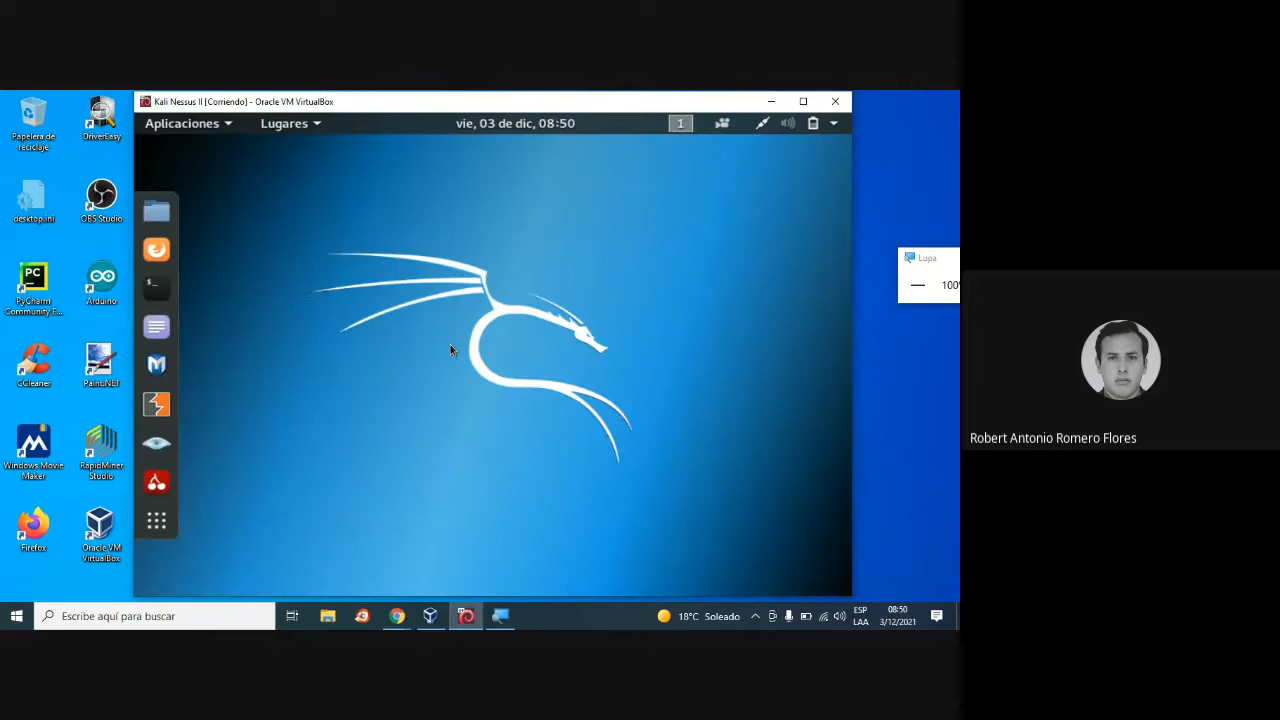 Kali Nessus II [Corriendo] - Oracle VM VirtualBox
Aplicaciones
Lugares
vie, 03 de dic, 08:50
1
Papelera de
reciclaje
DriverEasy
desktop.ini
OBS Studio
PC
PyCharm
Community E...
Arduino
CCleaner
Paint.NET
Windows Movie
Maker
RapidMiner
Studio
Firefox
Oracle VM
VirtualBox
$_
Lupa
100%
Robert Antonio Romero Flores
Escribe aquí para buscar
18°C Soleado
ESP
LAA
08:50
3/12/2021